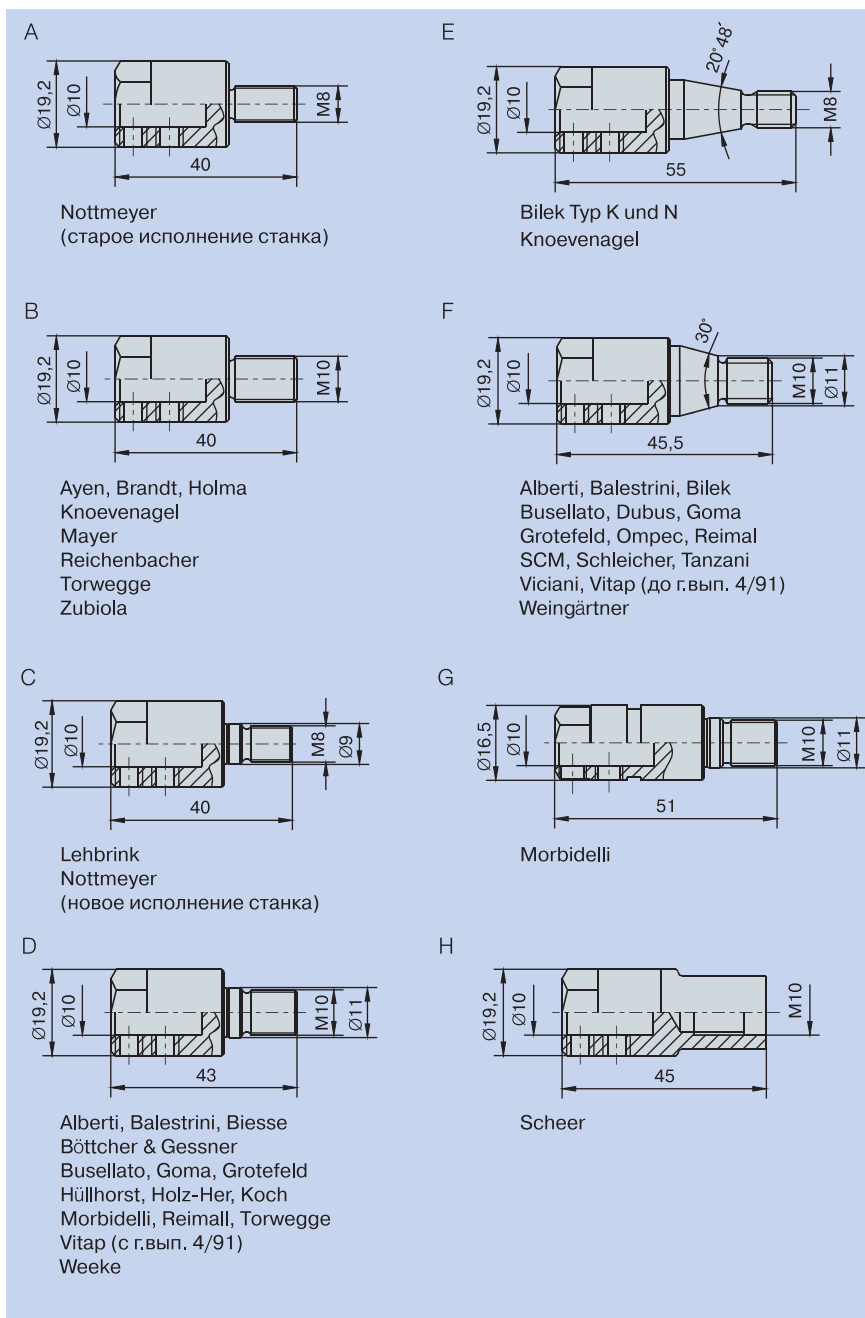 A
Ø19,2
Ø10
M8
40
Nottmeyer
(старое исполнение станка)
B
Ø19,2
Ø10
M10
40
Ayen, Brandt, Holma
Knoevenagel
Mayer
Reichenbacher
Torwegge
Zubiola
C
Ø19,2
Ø10
M8
Ø9
40
Lehbrink
Nottmeyer
(новое исполнение станка)
D
Ø19,2
Ø10
M10
Ø11
43
Alberti, Balestrini, Biesse
Böttcher & Gessner
Busellato, Goma, Grotefeld
Hüllhorst, Holz-Her, Koch
Morbidelli, Reimall, Torwegge
Vitap (с г.вып. 4/91)
Weeke
E
Ø19,2
Ø10
20°48′
M8
55
Bilek Typ K und N
Knoevenagel
F
Ø19,2
Ø10
30°
M10
Ø11
45,5
Alberti, Balestrini, Bilek
Busellato, Dubus, Goma
Grotefeld, Ompec, Reimal
SCM, Schleicher, Tanzani
Viciani, Vitap (до г.вып. 4/91)
Weingärtner
G
Ø16,5
Ø10
M10
Ø11
51
Morbidelli
H
Ø19,2
Ø10
M10
45
Scheer